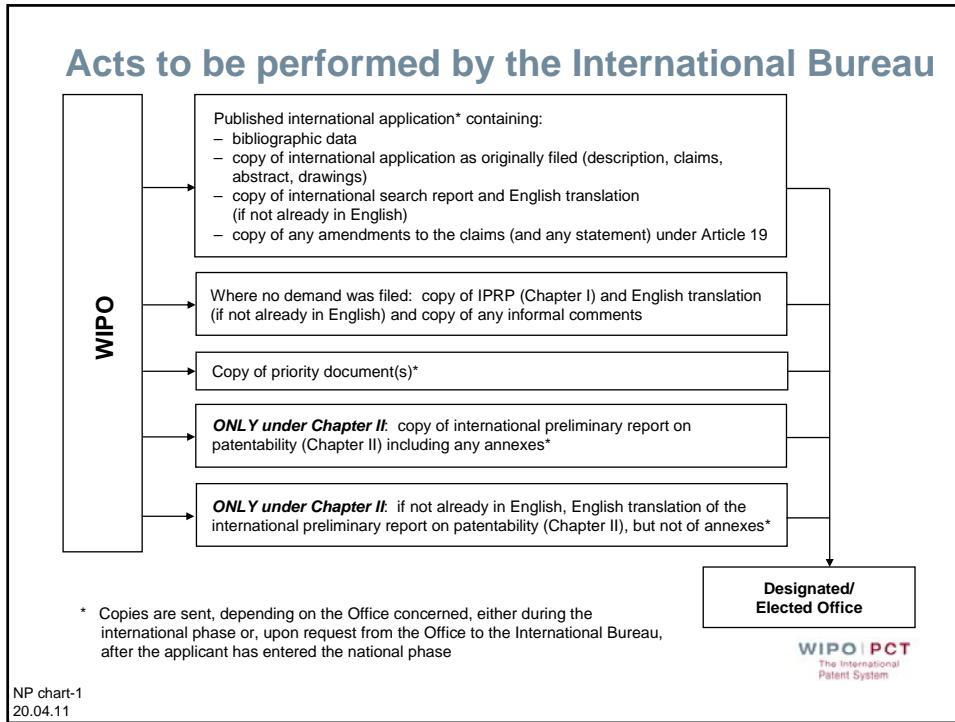 Acts to be performed by the International Bureau
WIPO
Published international application* containing:
– bibliographic data
– copy of international application as originally filed (description, claims,
abstract, drawings)
– copy of international search report and English translation
(if not already in English)
– copy of any amendments to the claims (and any statement) under Article 19
Where no demand was filed: copy of IPRP (Chapter I) and English translation
(if not already in English) and copy of any informal comments
Copy of priority document(s)*
ONLY under Chapter II: copy of international preliminary report on
patentability (Chapter II) including any annexes*
ONLY under Chapter II: if not already in English, English translation of the
international preliminary report on patentability (Chapter II), but not of annexes*
Designated/
Elected Office
* Copies are sent, depending on the Office concerned, either during the
international phase or, upon request from the Office to the International Bureau,
after the applicant has entered the national phase
WIPO | PCT
The International
Patent System
NP chart-1
20.04.11